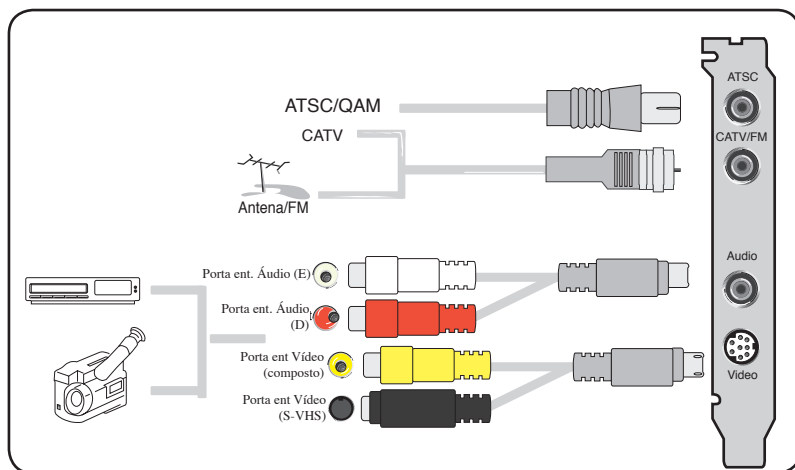 ATSC
ATSC/QAM
CATV
CATV/FM
Antena/FM
Porta ent. Áudio (E)
Porta ent. Áudio
(D)
Audio
Porta ent Vídeo
(composto)
Porta ent Vídeo
(S-VHS)
Video